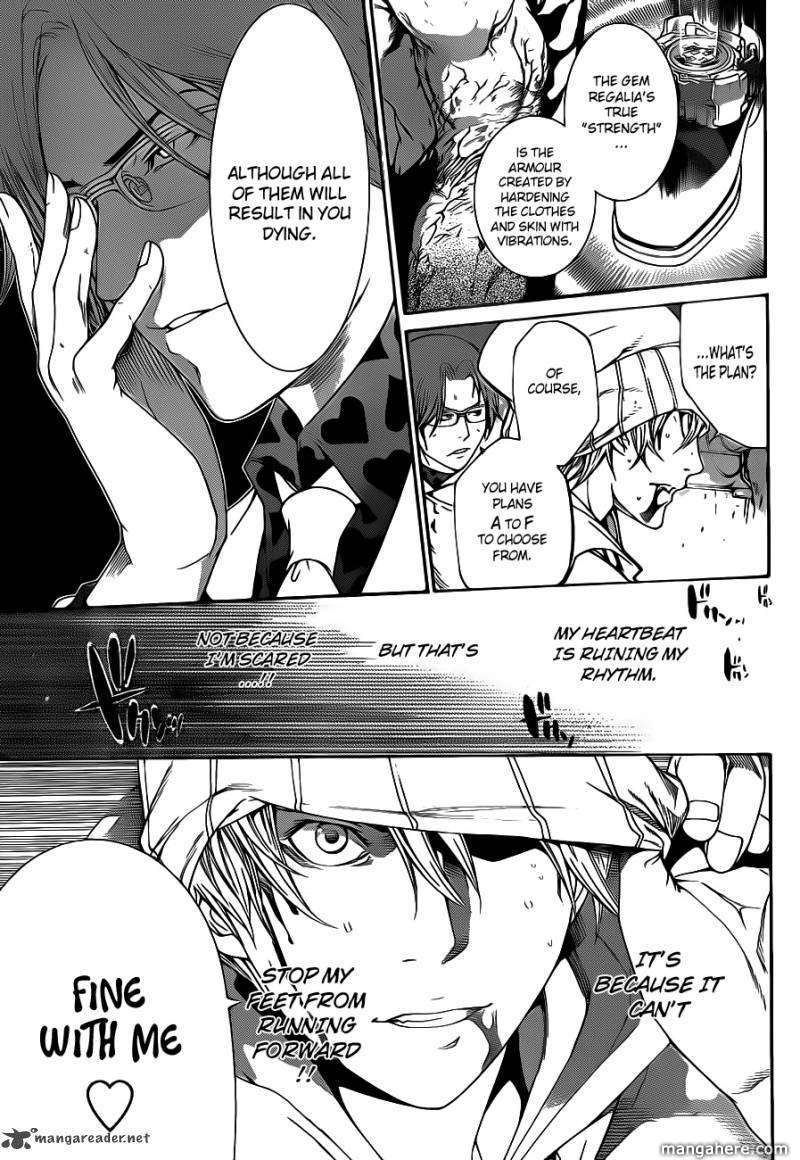 THE GEM
REGALIA'S
TRUE
"STRENGTH"
...
IS THE
ARMOUR
CREATED BY
HARDENING
THE CLOTHES
AND SKIN WITH
VIBRATIONS.
ALTHOUGH ALL
OF THEM WILL
RESULT IN YOU
DYING.
...WHAT'S
THE PLAN?
OF
COURSE,
YOU HAVE
PLANS
A TO F
TO CHOOSE
FROM.
MY HEARTBEAT
IS RUINING MY
RHYTHM.
BUT THAT'S
NOT BECAUSE
I'M SCARED
...!!
IT'S
BECAUSE IT
CAN'T
STOP MY
FEET FROM
RUNNING
FORWARD
!!
FINE
WITH ME
♡
mangareader.net
mangahere.com